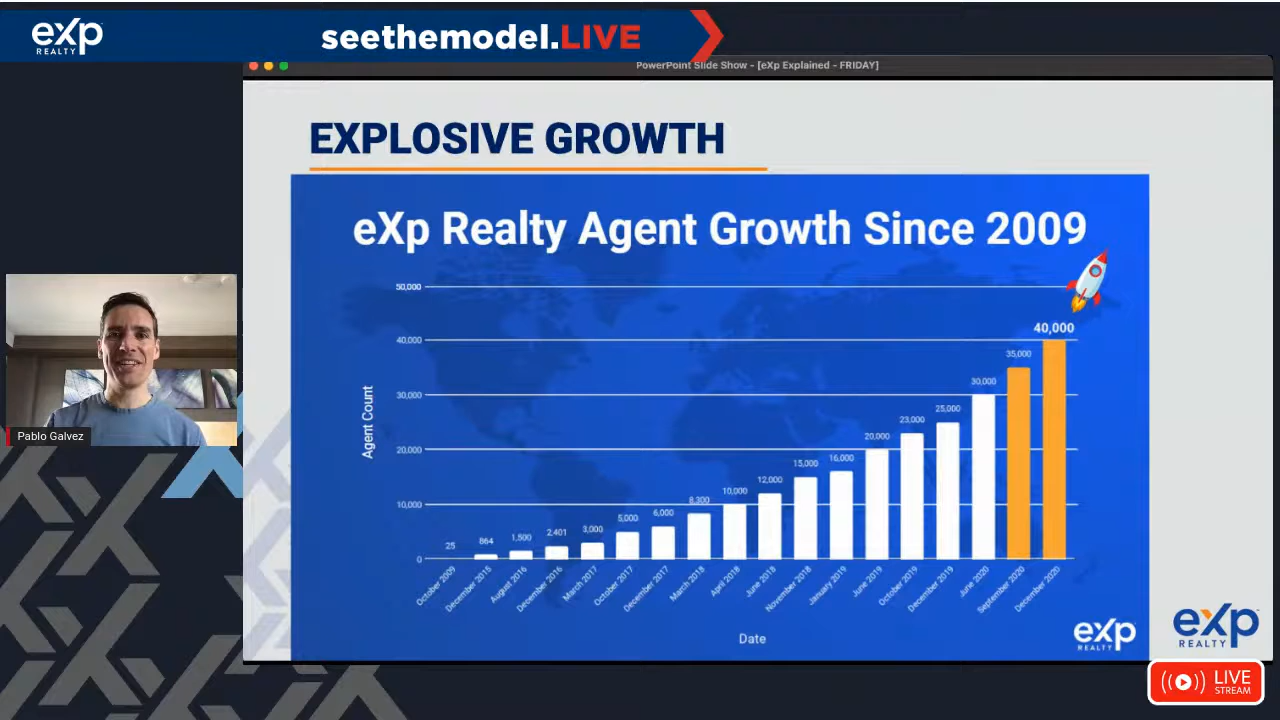 eXp
REALTY
seethemodel.LIVE
PowerPoint Slide Show - [eXp Explained - FRIDAY]
EXPLOSIVE GROWTH
eXp Realty Agent Growth Since 2009
50,000
40,000
30,000
20,000
10,000
0
Agent Count
25
864
1,500
2,401
3,000
5,000
6,000
8,300
10,000
12,000
15,000
16,000
20,000
23,000
25,000
30,000
35,000
40,000
October 2009
December 2015
August 2016
December 2016
March 2017
October 2017
December 2017
March 2018
April 2018
June 2018
November 2018
January 2019
June 2019
October 2019
December 2019
June 2020
September 2020
December 2020
Date
eXp
REALTY
eXp
REALTY
Pablo Galvez
LIVE
STREAM